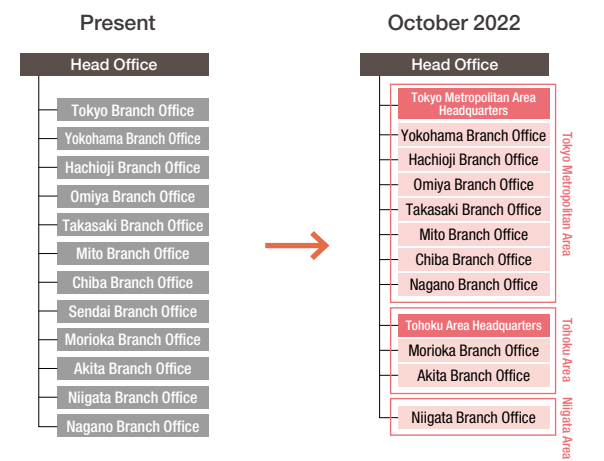 Present
Head Office
Tokyo Branch Office
Yokohama Branch Office
Hachioji Branch Office
Omiya Branch Office
Takasaki Branch Office
Mito Branch Office
Chiba Branch Office
Sendai Branch Office
Morioka Branch Office
Akita Branch Office
Niigata Branch Office
Nagano Branch Office
October 2022
Head Office
Tokyo Metropolitan Area
Headquarters
Yokohama Branch Office
Hachioji Branch Office
Omiya Branch Office
Takasaki Branch Office
Mito Branch Office
Chiba Branch Office
Nagano Branch Office
Tokyo Metropolitan Area
Tohoku Area Headquarters
Morioka Branch Office
Akita Branch Office
Tohoku Area
Niigata Branch Office
Niigata Area